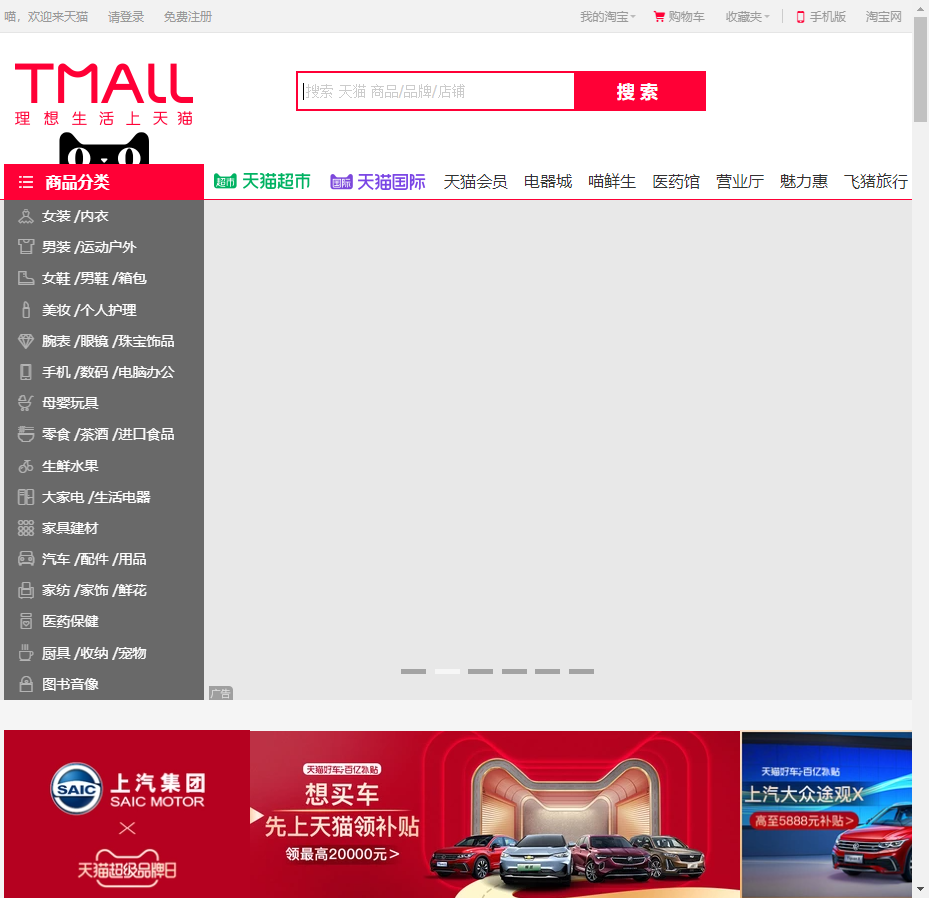 喵，欢迎来天猫 请登录 免费注册 我的淘宝 购物车 收藏夹 手机版 淘宝网
TMALL
理想生活上天猫
搜索 天猫 商品/品牌/店铺 搜索
商品分类 超市 天猫超市 国际 天猫国际 天猫会员 电器城 喵鲜生 医药馆 营业厅 魅力惠 飞猪旅行
女装 /内衣
男装 /运动户外
女鞋 /男鞋 /箱包
美妆 /个人护理
腕表 /眼镜 /珠宝饰品
手机 /数码 /电脑办公
母婴玩具
零食 /茶酒 /进口食品
生鲜水果
大家电 /生活电器
家具建材
汽车 /配件 /用品
家纺 /家饰 /鲜花
医药保健
厨具 /收纳 /宠物
图书音像
广告
SAIC 上汽集团
SAIC MOTOR
天猫超级品牌日
天猫好车·百亿补贴
想买车
先上天猫领补贴
领最高20000元>
天猫好车·百亿补贴
上汽大众途观X
高至5888元补贴>